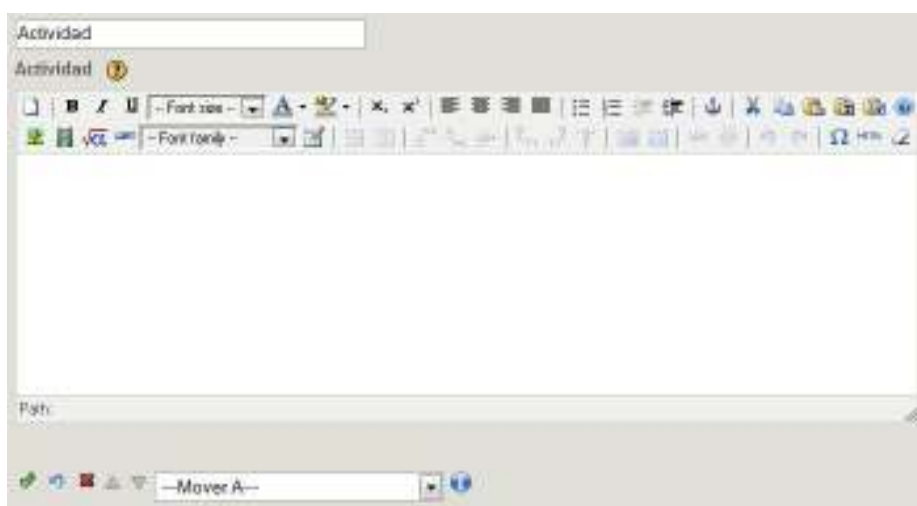 Actividad
Actividad
B I U -- Font size -- A
-- Font family -- Ω
Path:
---Mover A---